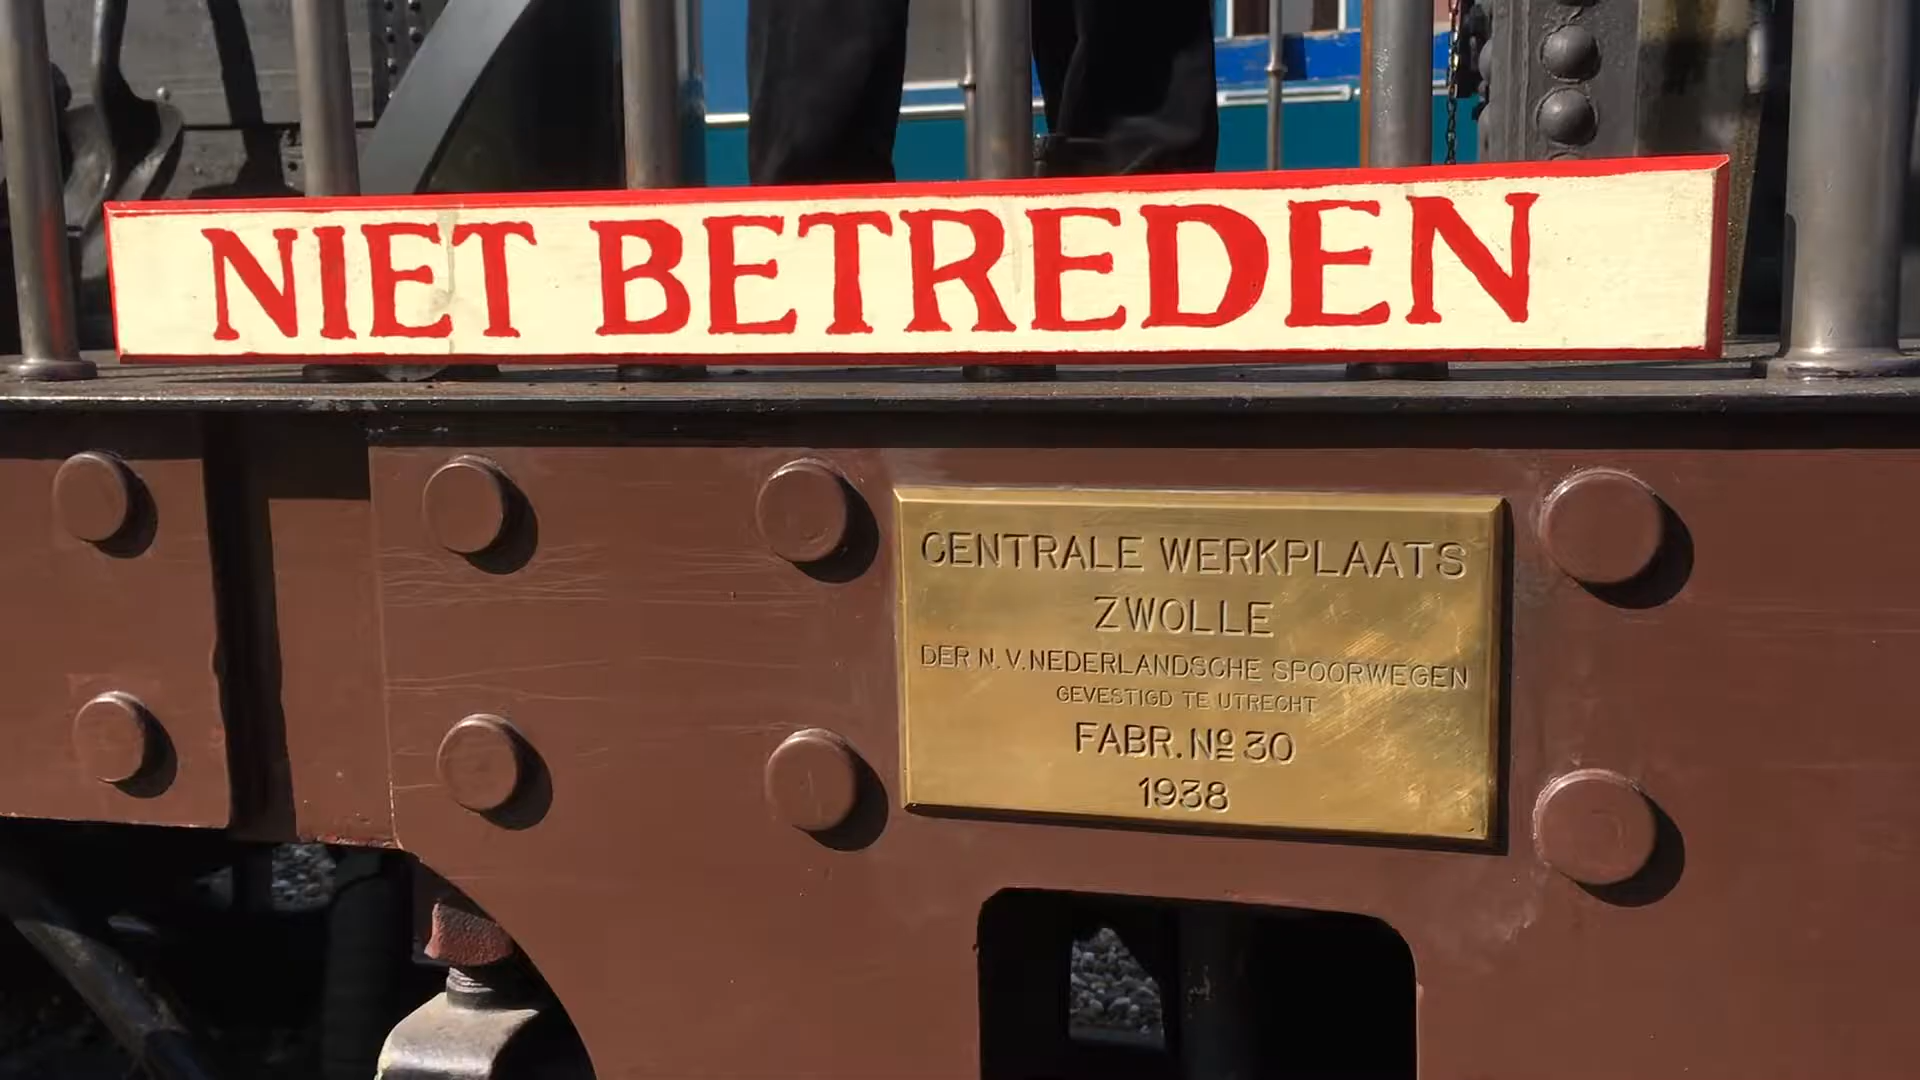 NIET BETREDEN
CENTRALE WERKPLAATS
ZWOLLE
DER N.V. NEDERLANDSCHE SPOORWEGEN
GEVESTIGD TE UTRECHT
FABR. Nº 30
1938